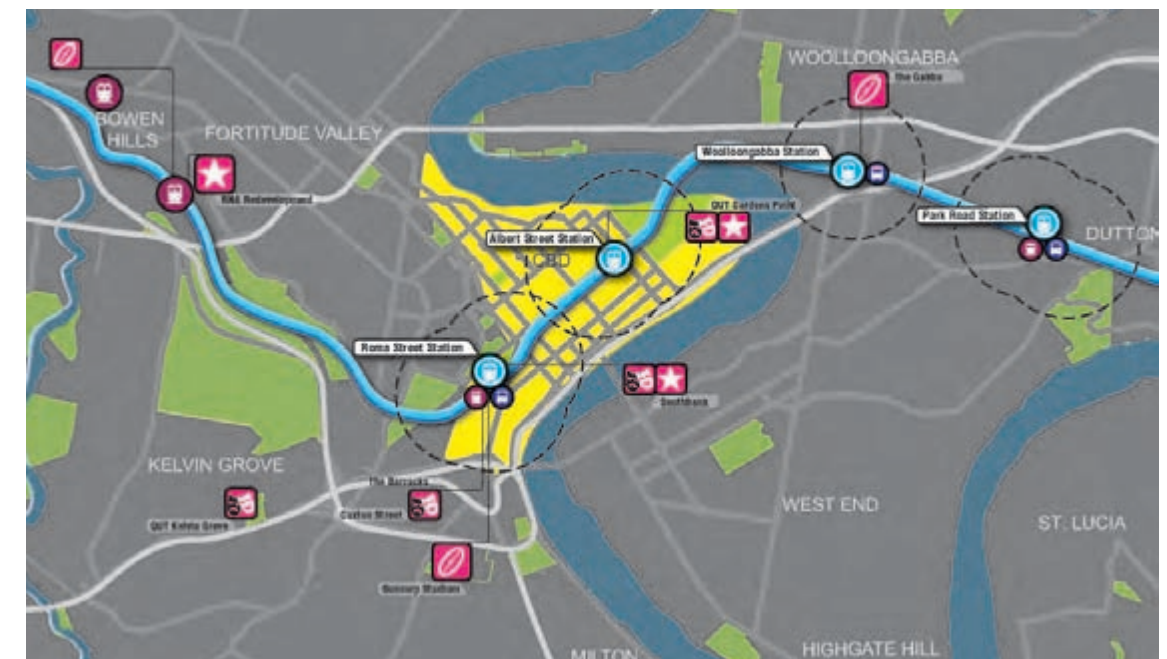 WOOLLOONGABBA
the Gabba
BOWEN
HILLS
FORTITUDE VALLEY
Woolloongabba Station
RNA Redevelopment
QUT Gardens Point
Park Road Station
DUTTON
Albert Street Station
CBD
Roma Street Station
Southbank
KELVIN GROVE
The Barracks
QUT Kelvin Grove
Caxton Street
WEST END
ST. LUCIA
Suncorp Stadium
MILTON
HIGHGATE HILL